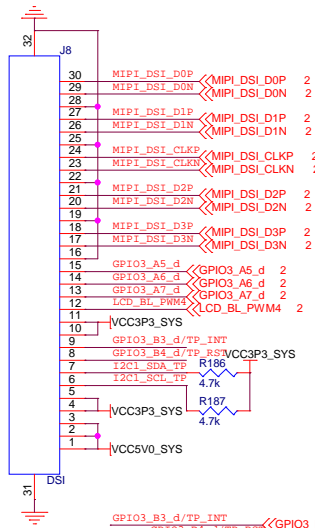 32
J8
30 MIPI_DSI_D0P MIPI_DSI_D0P 2
29 MIPI_DSI_D0N MIPI_DSI_D0N 2
28
27 MIPI_DSI_D1P MIPI_DSI_D1P 2
26 MIPI_DSI_D1N MIPI_DSI_D1N 2
25
24 MIPI_DSI_CLKP MIPI_DSI_CLKP 2
23 MIPI_DSI_CLKN MIPI_DSI_CLKN 2
22
21 MIPI_DSI_D2P MIPI_DSI_D2P 2
20 MIPI_DSI_D2N MIPI_DSI_D2N 2
19
18 MIPI_DSI_D3P MIPI_DSI_D3P 2
17 MIPI_DSI_D3N MIPI_DSI_D3N 2
16
15 GPIO3_A5_d GPIO3_A5_d 2
14 GPIO3_A6_d GPIO3_A6_d 2
13 GPIO3_A7_d GPIO3_A7_d 2
12 LCD_BL_PWM4 LCD_BL_PWM4 2
11
10 VCC3P3_SYS
9 GPIO3_B3_d/TP_INT
8 GPIO3_B4_d/TP_RST VCC3P3_SYS
7 I2C1_SDA_TP R186
4.7k
6 I2C1_SCL_TP
5 R187
4 VCC3P3_SYS 4.7k
3
2
1 VCC5V0_SYS
DSI
31
GPIO3_B3_d/TP_INT GPIO3